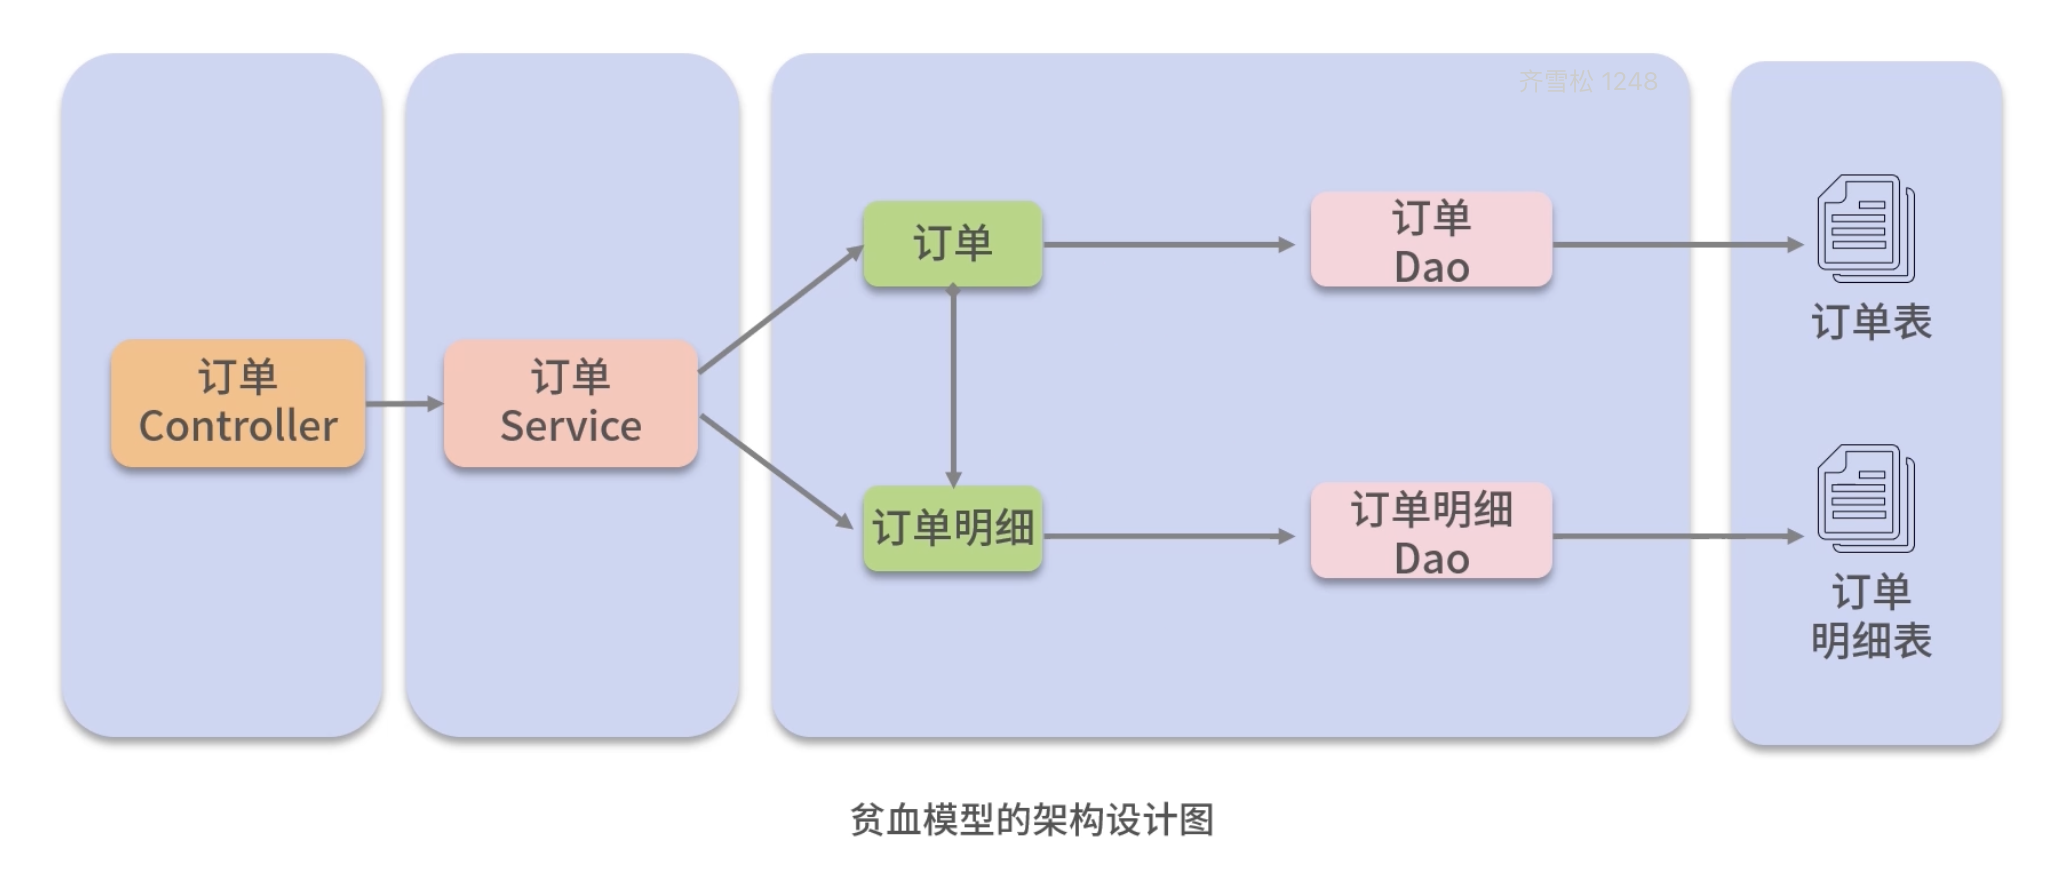 齐雪松 1248
订单
Controller
订单
Service
订单
订单
Dao
订单表
订单明细
订单明细
Dao
订单
明细表
贫血模型的架构设计图